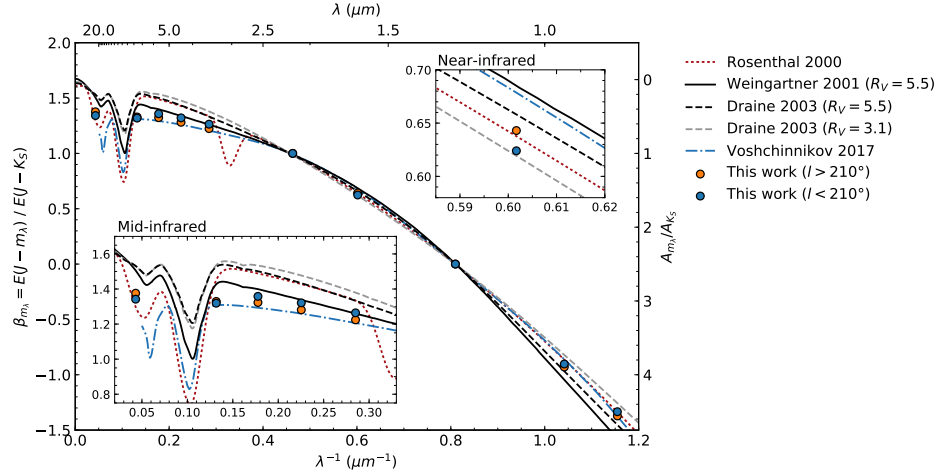 λ (μm)
20.0 5.0 2.5 1.5 1.0
2.0
1.5
1.0
0.5
0.0
−0.5
−1.0
−1.5
β_{m_λ} = E(J − m_λ) / E(J − K_S)
0
1
2
3
4
A_{m_λ}/A_{K_S}
Near-infrared
0.70
0.65
0.60
0.59 0.60 0.61 0.62
Mid-infrared
1.6
1.4
1.2
1.0
0.8
0.05 0.10 0.15 0.20 0.25 0.30
0.0 0.2 0.4 0.6 0.8 1.0 1.2
λ⁻¹ (μm⁻¹)
Rosenthal 2000
Weingartner 2001 (R_V = 5.5)
Draine 2003 (R_V = 5.5)
Draine 2003 (R_V = 3.1)
Voshchinnikov 2017
This work (l > 210°)
This work (l < 210°)